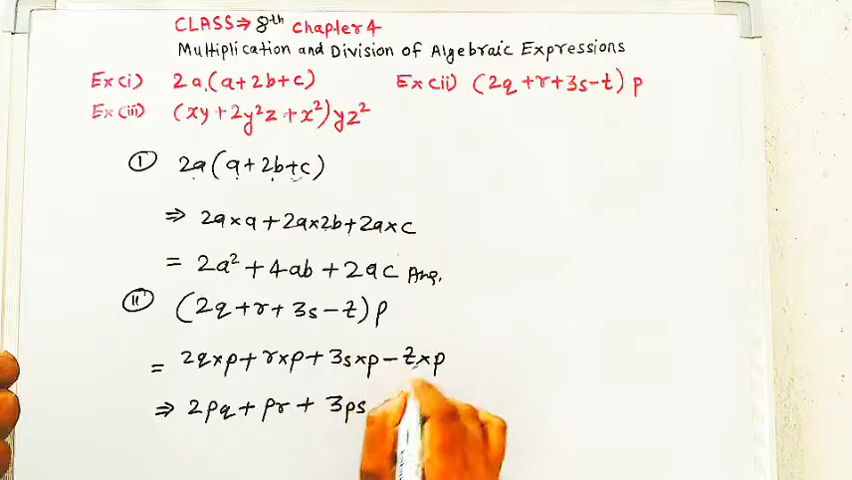 CLASS⇒ 8th Chapter 4
Multiplication and Division of Algebraic Expressions
Ex(i) 2a.(a+2b+c) Ex(ii) (2q+r+3s-t) p
Ex(iii) (xy+2y²z+x²)yz²
(I) 2a(a+2b+c)
⇒ 2a×a+2a×2b+2a×c
= 2a²+4ab+2ac Ans.
(II) (2q+r+3s-t)p
= 2q×p+r×p+3s×p-t×p
⇒ 2pq+pr+3ps